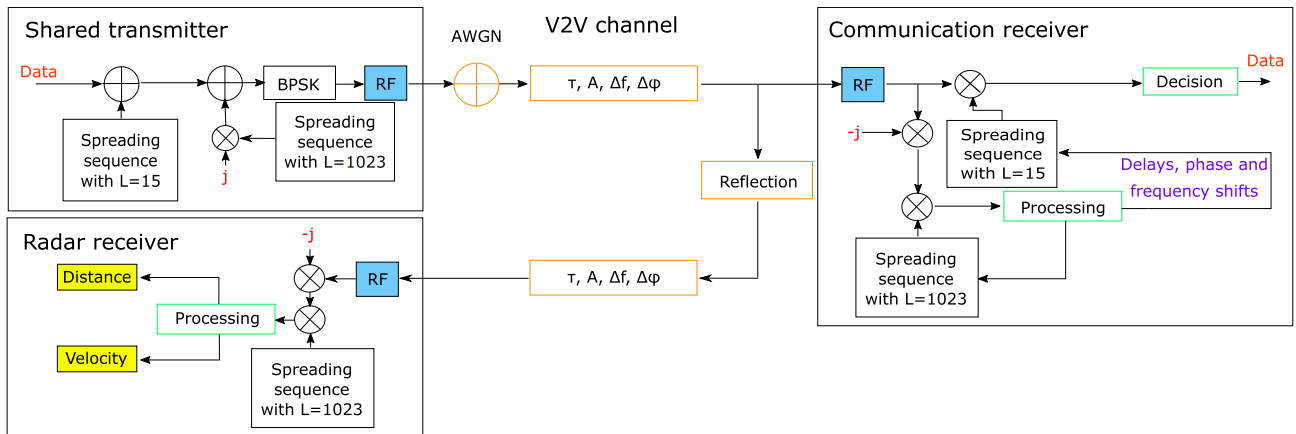 Shared transmitter
Data
BPSK
RF
Spreading
sequence
with L=15
Spreading
sequence
with L=1023
j
V2V channel
AWGN
τ, A, Δf, Δφ
Reflection
τ, A, Δf, Δφ
Communication receiver
RF
-j
Spreading
sequence
with L=15
Decision
Data
Delays, phase and
frequency shifts
Processing
Spreading
sequence
with L=1023
Radar receiver
-j
RF
Distance
Processing
Velocity
Spreading
sequence
with L=1023